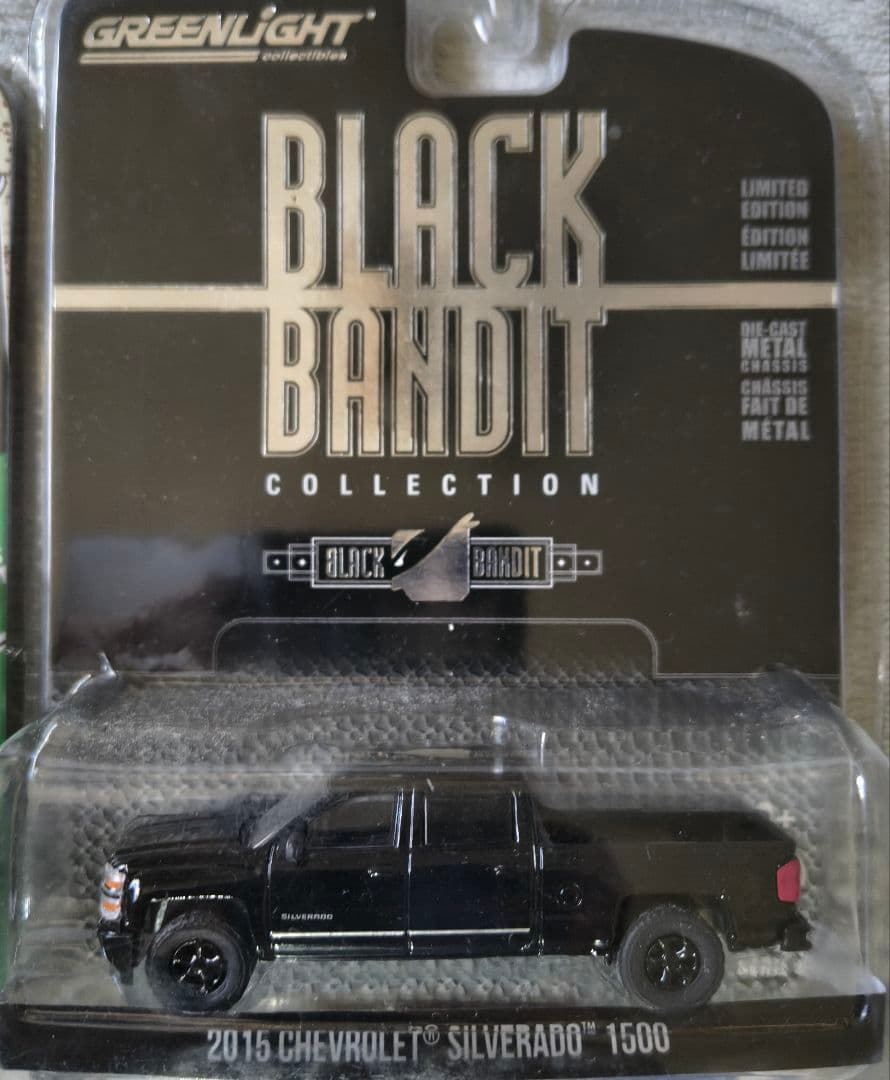 GREENLiGHT
collectibles
BLACK
BANDIT
COLLECTION
LIMITED
EDITION
ÉDITION
LIMITÉE
DIE-CAST
METAL
CHASSIS
CHÂSSIS
FAIT DE
MÉTAL
BLACK BANDIT
SILVERADO
2015 CHEVROLET® SILVERADO™ 1500